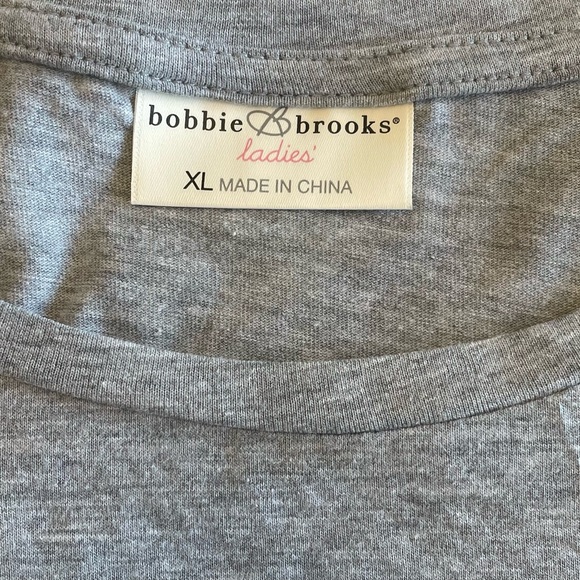 bobbie B brooks®
ladies'
XL MADE IN CHINA